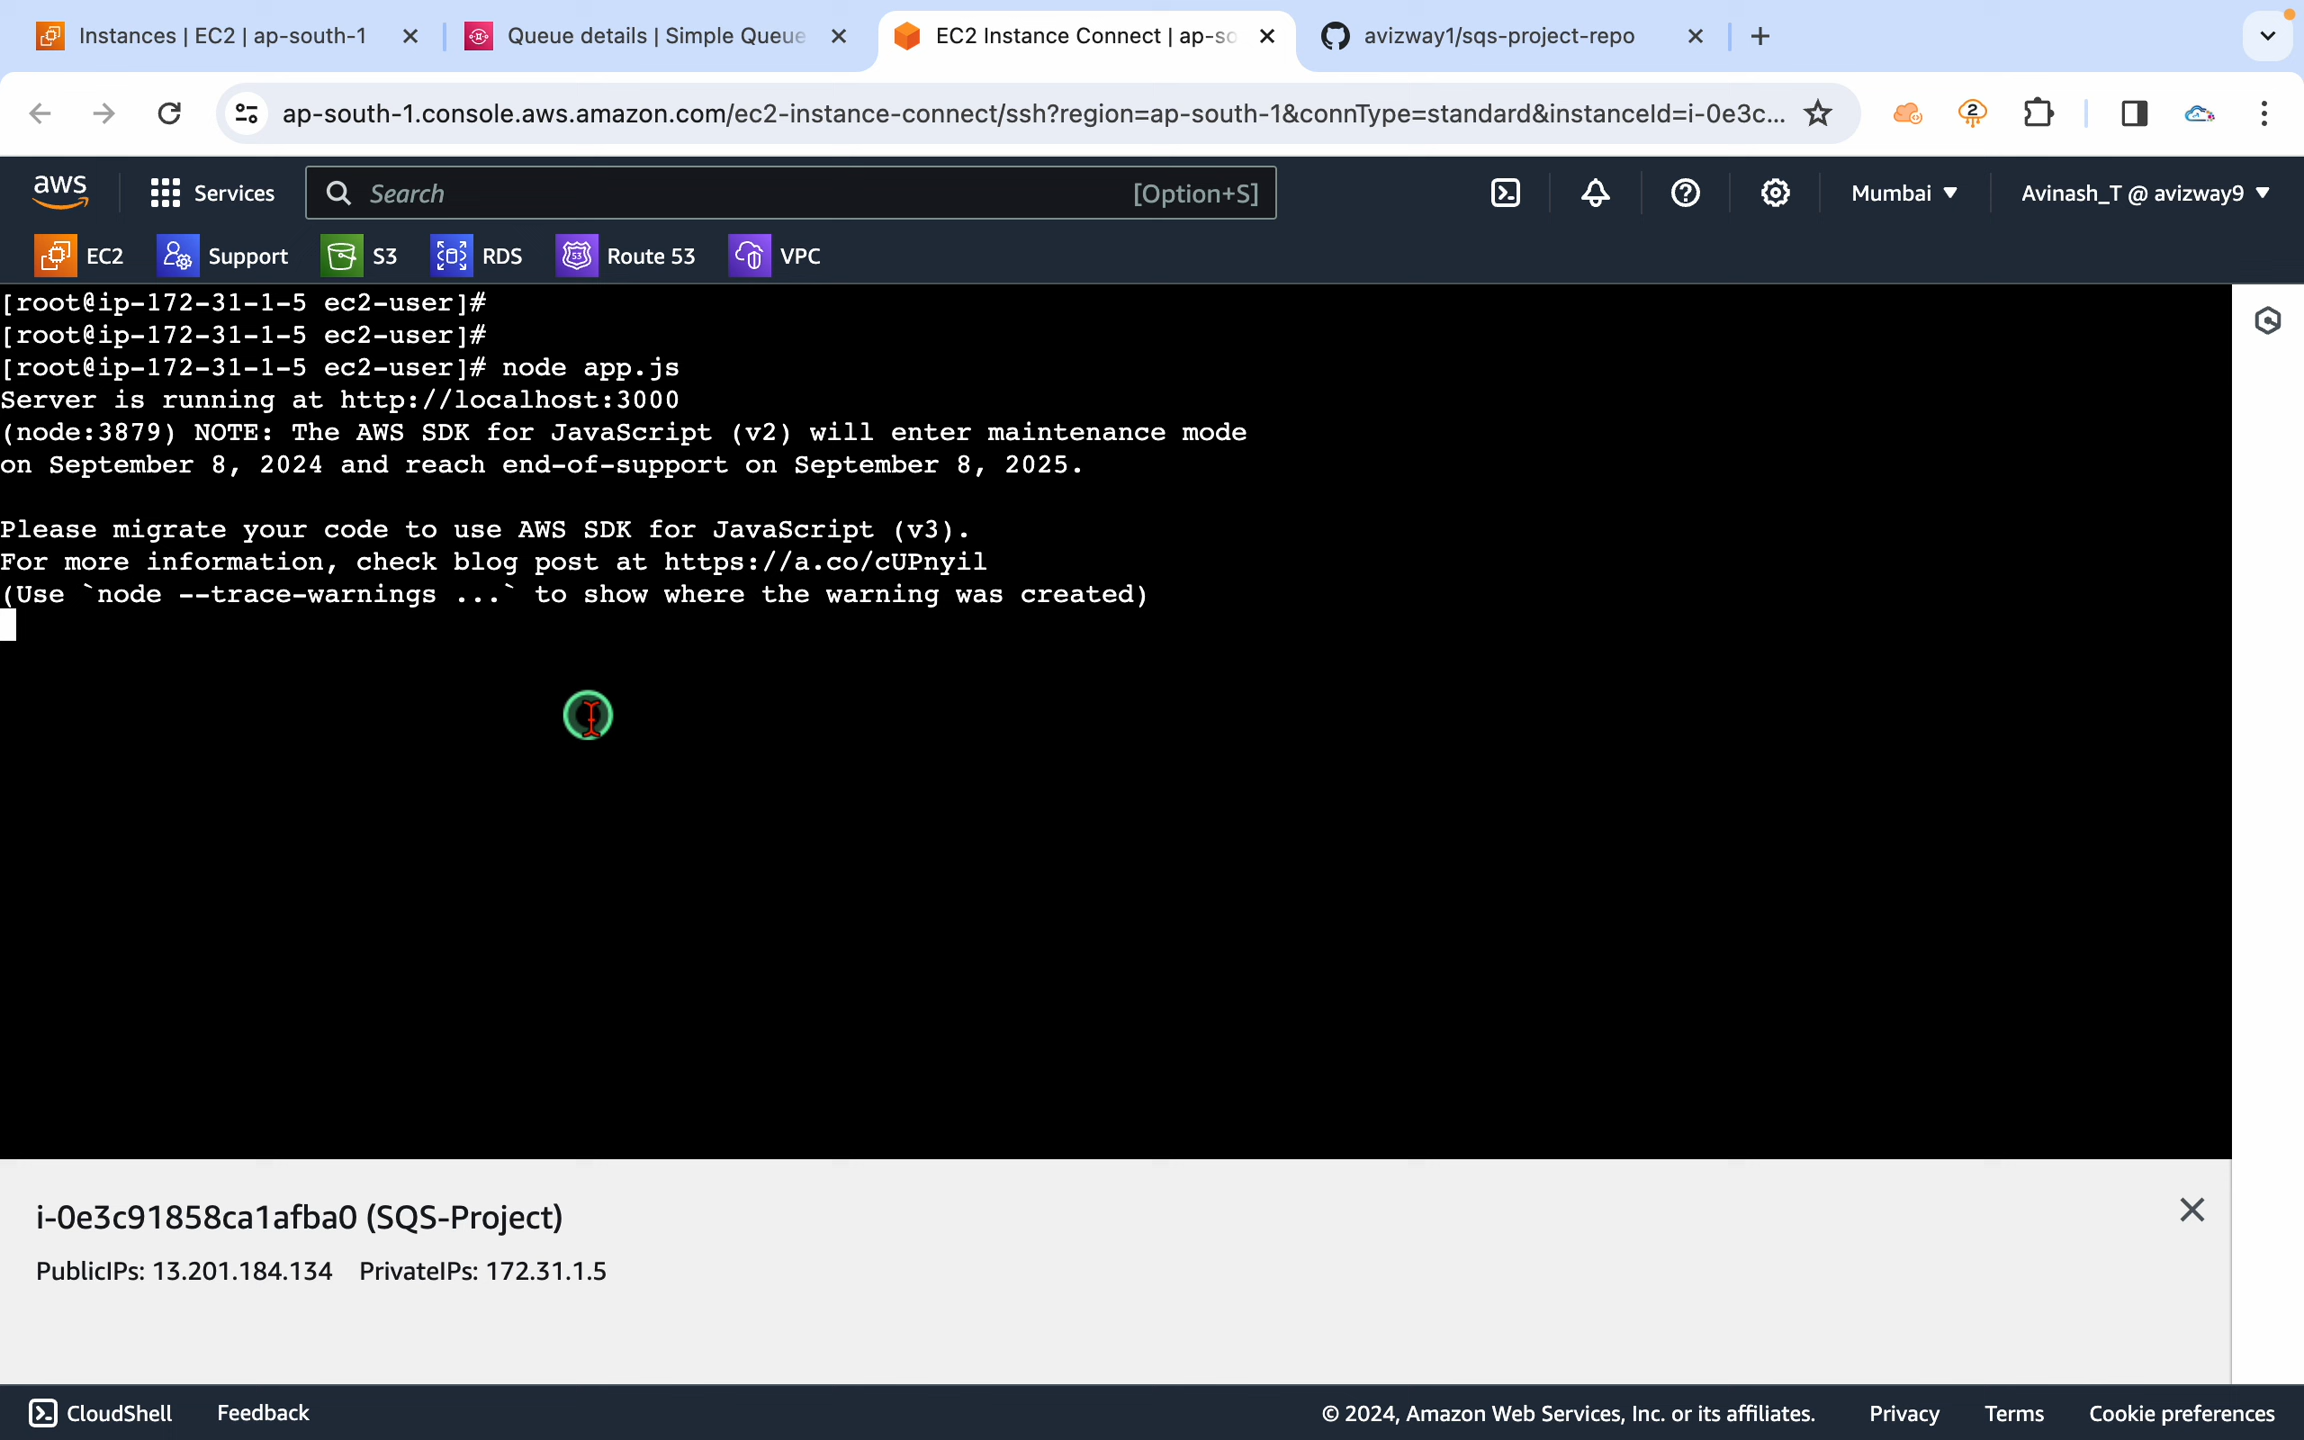 Instances | EC2 | ap-south-1
Queue details | Simple Queue
EC2 Instance Connect | ap-so
avizway1/sqs-project-repo
ap-south-1.console.aws.amazon.com/ec2-instance-connect/ssh?region=ap-south-1&connType=standard&instanceId=i-0e3c...
2
aws
Services
Search
[Option+S]
Mumbai
Avinash_T @ avizway9
EC2
Support
S3
RDS
53
Route 53
VPC
[root@ip-172-31-1-5 ec2-user]#
[root@ip-172-31-1-5 ec2-user]#
[root@ip-172-31-1-5 ec2-user]# node app.js
Server is running at http://localhost:3000
(node:3879) NOTE: The AWS SDK for JavaScript (v2) will enter maintenance mode
on September 8, 2024 and reach end-of-support on September 8, 2025.
Please migrate your code to use AWS SDK for JavaScript (v3).
For more information, check blog post at https://a.co/cUPnyil
(Use `node --trace-warnings ...` to show where the warning was created)
i-0e3c91858ca1afba0 (SQS-Project)
PublicIPs: 13.201.184.134 PrivateIPs: 172.31.1.5
CloudShell
Feedback
© 2024, Amazon Web Services, Inc. or its affiliates.
Privacy
Terms
Cookie preferences